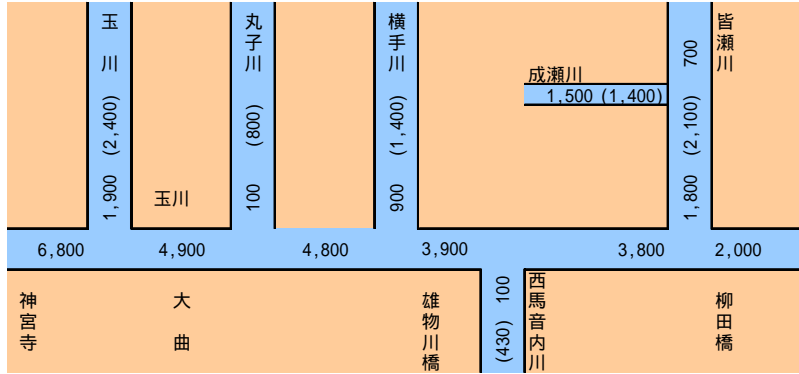 玉川
1,900 (2,400)
玉川
丸子川
100 (800)
横手川
900 (1,400)
成瀬川
1,500 (1,400)
700
1,800 (2,100)
皆瀬川
6,800
4,900
4,800
3,900
3,800
2,000
神宮寺
大曲
雄物川橋
(430) 100
西馬音内川
柳田橋